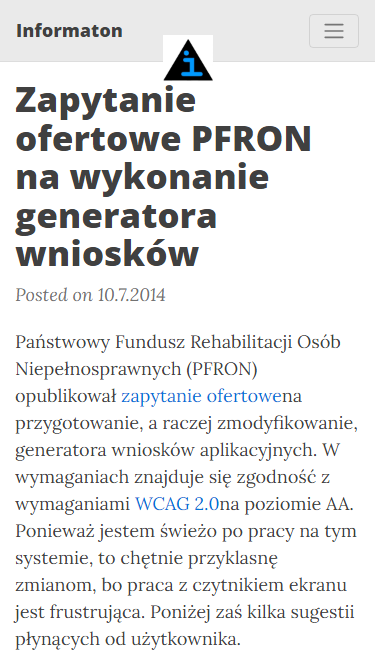 Informaton
i
Zapytanie
ofertowe PFRON
na wykonanie
generatora
wniosków
Posted on 10.7.2014
Państwowy Fundusz Rehabilitacji Osób
Niepełnosprawnych (PFRON)
opublikował zapytanie ofertowena
przygotowanie, a raczej zmodyfikowanie,
generatora wniosków aplikacyjnych. W
wymaganiach znajduje się zgodność z
wymaganiami WCAG 2.0na poziomie AA.
Ponieważ jestem świeżo po pracy na tym
systemie, to chętnie przyklasnę
zmianom, bo praca z czytnikiem ekranu
jest frustrująca. Poniżej zaś kilka sugestii
płynących od użytkownika.